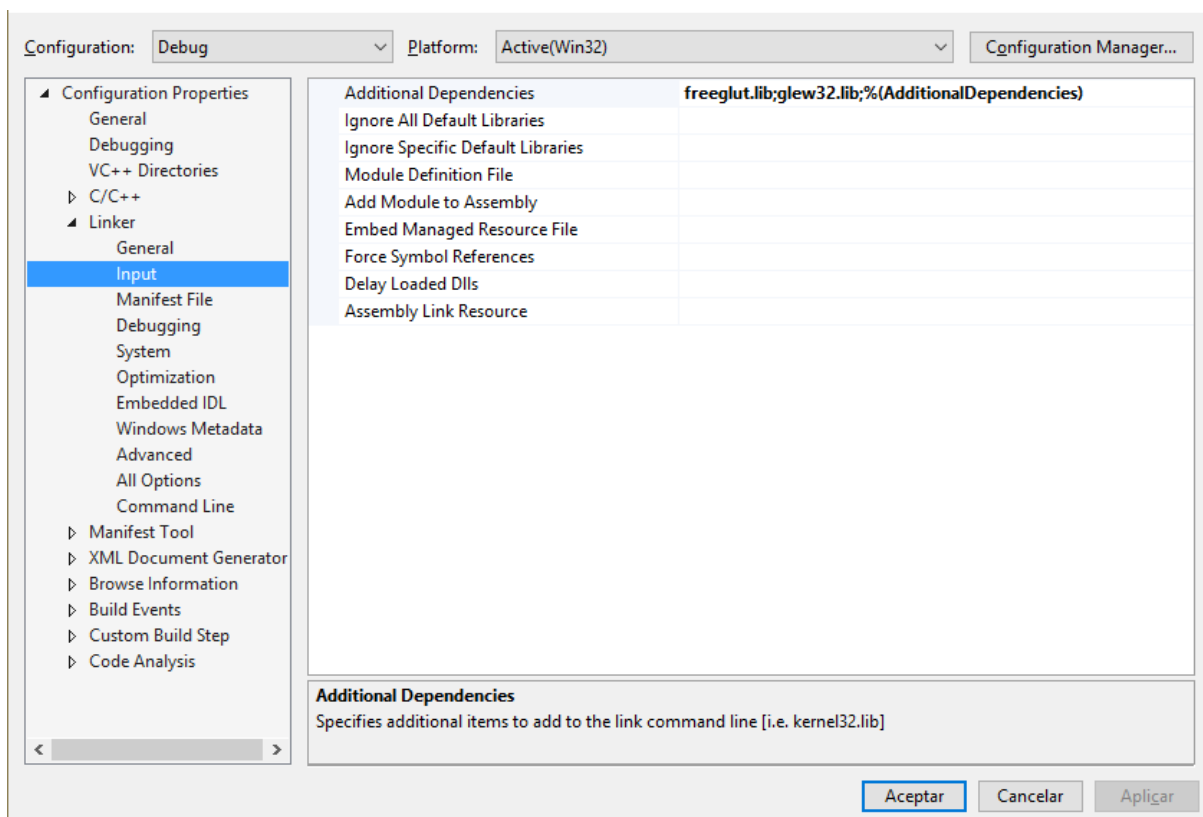 Configuration: Debug Platform: Active(Win32) Configuration Manager...
Configuration Properties
General
Debugging
VC++ Directories
C/C++
Linker
General
Input
Manifest File
Debugging
System
Optimization
Embedded IDL
Windows Metadata
Advanced
All Options
Command Line
Manifest Tool
XML Document Generator
Browse Information
Build Events
Custom Build Step
Code Analysis
Additional Dependencies freeglut.lib;glew32.lib;%(AdditionalDependencies)
Ignore All Default Libraries
Ignore Specific Default Libraries
Module Definition File
Add Module to Assembly
Embed Managed Resource File
Force Symbol References
Delay Loaded Dlls
Assembly Link Resource
Additional Dependencies
Specifies additional items to add to the link command line [i.e. kernel32.lib]
Aceptar Cancelar Aplicar